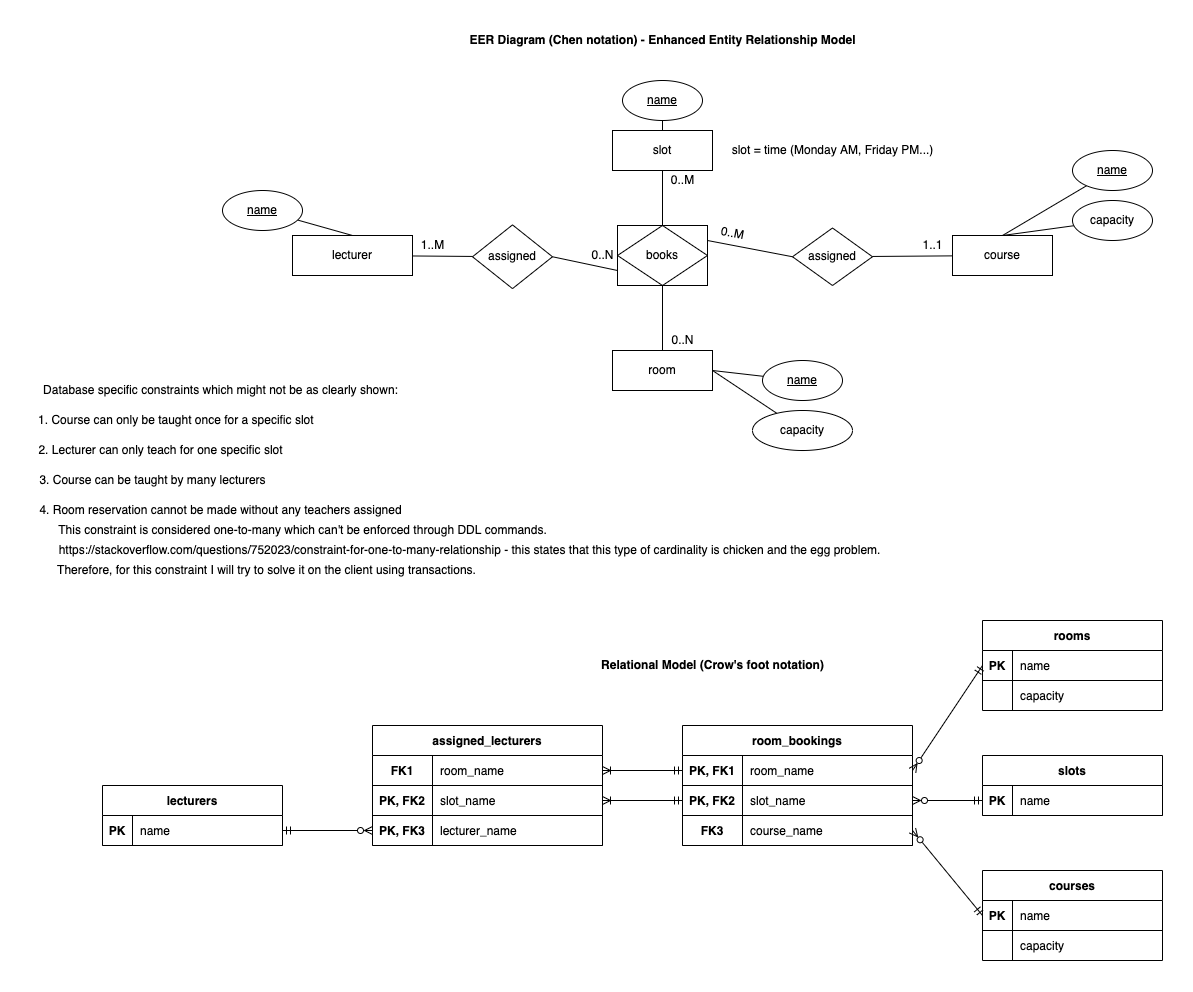 EER Diagram (Chen notation) - Enhanced Entity Relationship Model
name
slot
slot = time (Monday AM, Friday PM...)
0..M
name
capacity
name
lecturer
1..M
assigned
0..N
books
0..M
assigned
1..1
course
0..N
room
name
capacity
Database specific constraints which might not be as clearly shown:
1. Course can only be taught once for a specific slot
2. Lecturer can only teach for one specific slot
3. Course can be taught by many lecturers
4. Room reservation cannot be made without any teachers assigned
This constraint is considered one-to-many which can't be enforced through DDL commands.
https://stackoverflow.com/questions/752023/constraint-for-one-to-many-relationship - this states that this type of cardinality is chicken and the egg problem.
Therefore, for this constraint I will try to solve it on the client using transactions.
Relational Model (Crow's foot notation)
lecturers
PK name
assigned_lecturers
FK1 room_name
PK, FK2 slot_name
PK, FK3 lecturer_name
room_bookings
PK, FK1 room_name
PK, FK2 slot_name
FK3 course_name
rooms
PK name
capacity
slots
PK name
courses
PK name
capacity